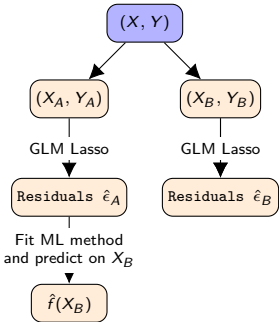 (X, Y)
(X_A, Y_A) (X_B, Y_B)
GLM Lasso GLM Lasso
Residuals ε̂_A Residuals ε̂_B
Fit ML method
and predict on X_B
f̂(X_B)